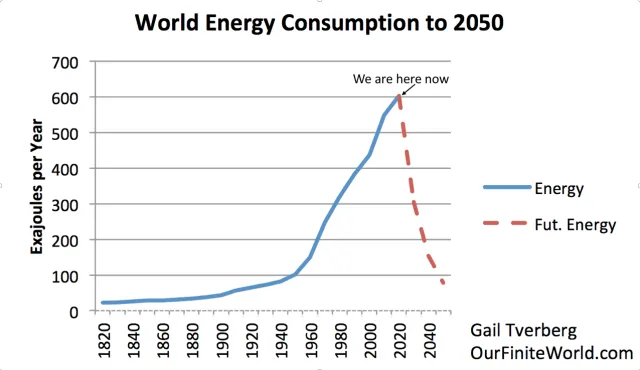 World Energy Consumption to 2050
We are here now
Exajoules per Year
700
600
500
400
300
200
100
0
1820
1840
1860
1880
1900
1920
1940
1960
1980
2000
2020
2040
Energy
Fut. Energy
Gail Tverberg
OurFiniteWorld.com